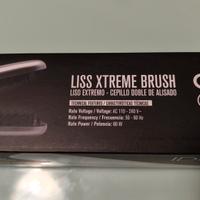 LISS XTREME BRUSH
LISO EXTREMO - CEPILLO DOBLE DE ALISADO
TECHNICAL FEATURES / CARACTERÍSTICAS TÉCNICAS
Rate Voltage / Voltaje: AC 110 - 240 V~
Rate Frequency / Frecuencia: 50 - 60 Hz
Rate Power / Potencia: 60 W